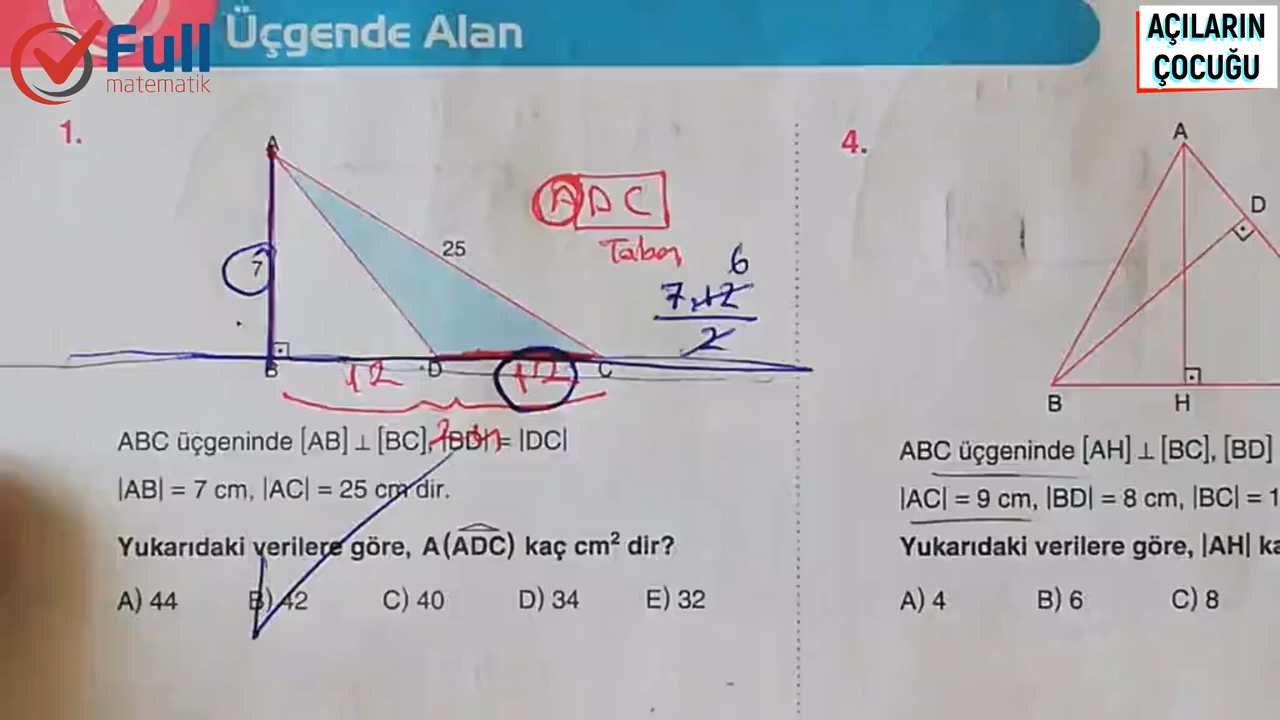 Full
matematik
Üçgende Alan
AÇILARIN
ÇOCUĞU
1.
A
7
25
B
D
C
12
12
A D C
Taban
6
7.12
2
ABC üçgeninde [AB] ⊥ [BC], |BD| = |DC|
|AB| = 7 cm, |AC| = 25 cm dir.
Yukarıdaki verilere göre, A(ADC) kaç cm² dir?
A) 44 B) 42 C) 40 D) 34 E) 32
4.
A
D
B
H
ABC üçgeninde [AH] ⊥ [BC], [BD]
|AC| = 9 cm, |BD| = 8 cm, |BC| = 1
Yukarıdaki verilere göre, |AH| ka
A) 4 B) 6 C) 8